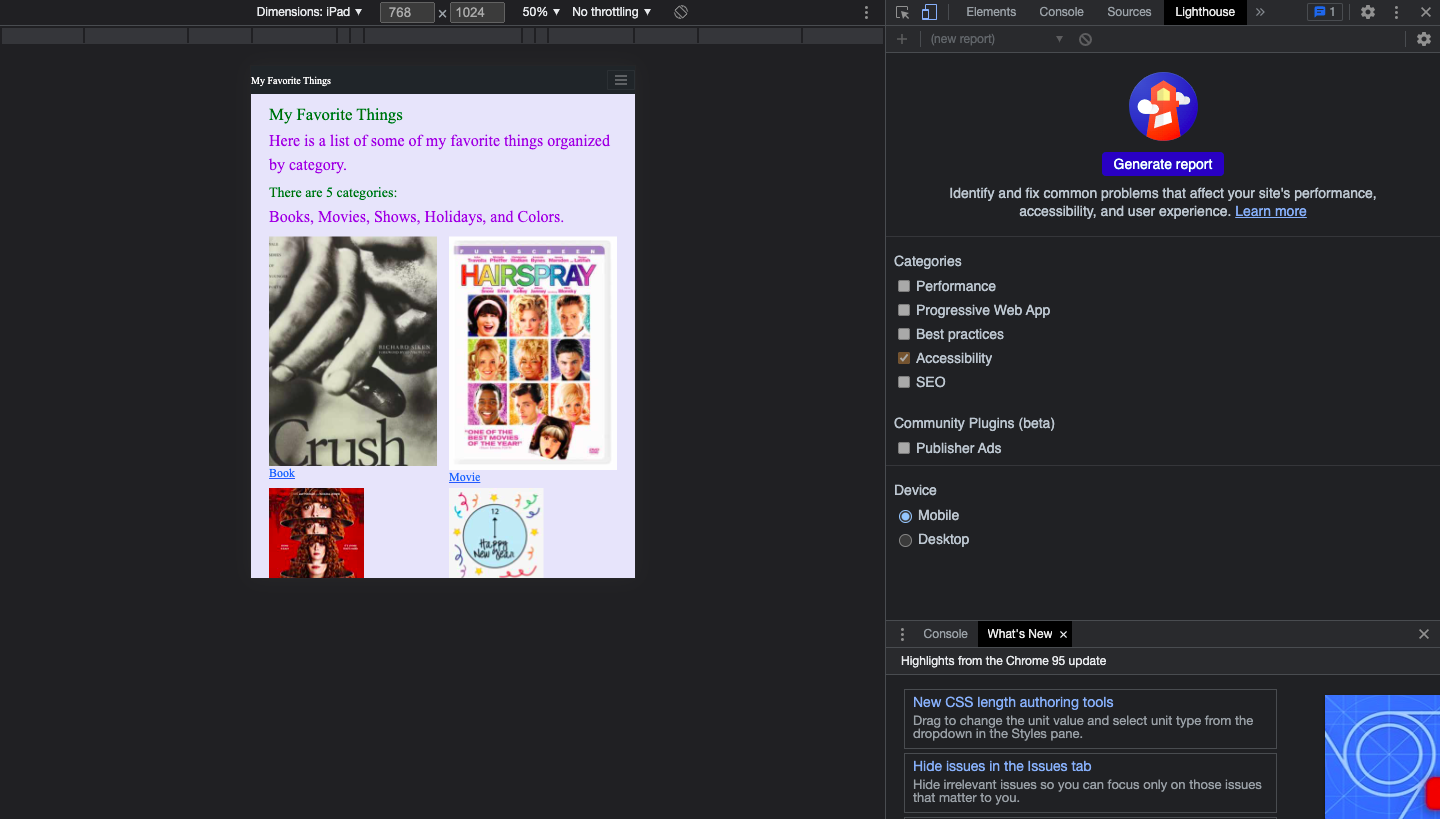 Dimensions: iPad ▼ 768 × 1024 50% ▼ No throttling ▼
Elements Console Sources Lighthouse » 1
(new report) ▼
My Favorite Things
My Favorite Things
Here is a list of some of my favorite things organized
by category.
There are 5 categories:
Books, Movies, Shows, Holidays, and Colors.
RICHARD SIKEN
Crush
Book
FULLSCREEN
HAIRSPRAY
"ONE OF THE
BEST MOVIES
OF THE YEAR!"
DVD
Movie
12
Happy
New Year
Generate report
Identify and fix common problems that affect your site's performance,
accessibility, and user experience. Learn more
Categories
Performance
Progressive Web App
Best practices
Accessibility
SEO
Community Plugins (beta)
Publisher Ads
Device
Mobile
Desktop
Console What's New ×
Highlights from the Chrome 95 update
New CSS length authoring tools
Drag to change the unit value and select unit type from the
dropdown in the Styles pane.
Hide issues in the Issues tab
Hide irrelevant issues so you can focus only on those issues
that matter to you.